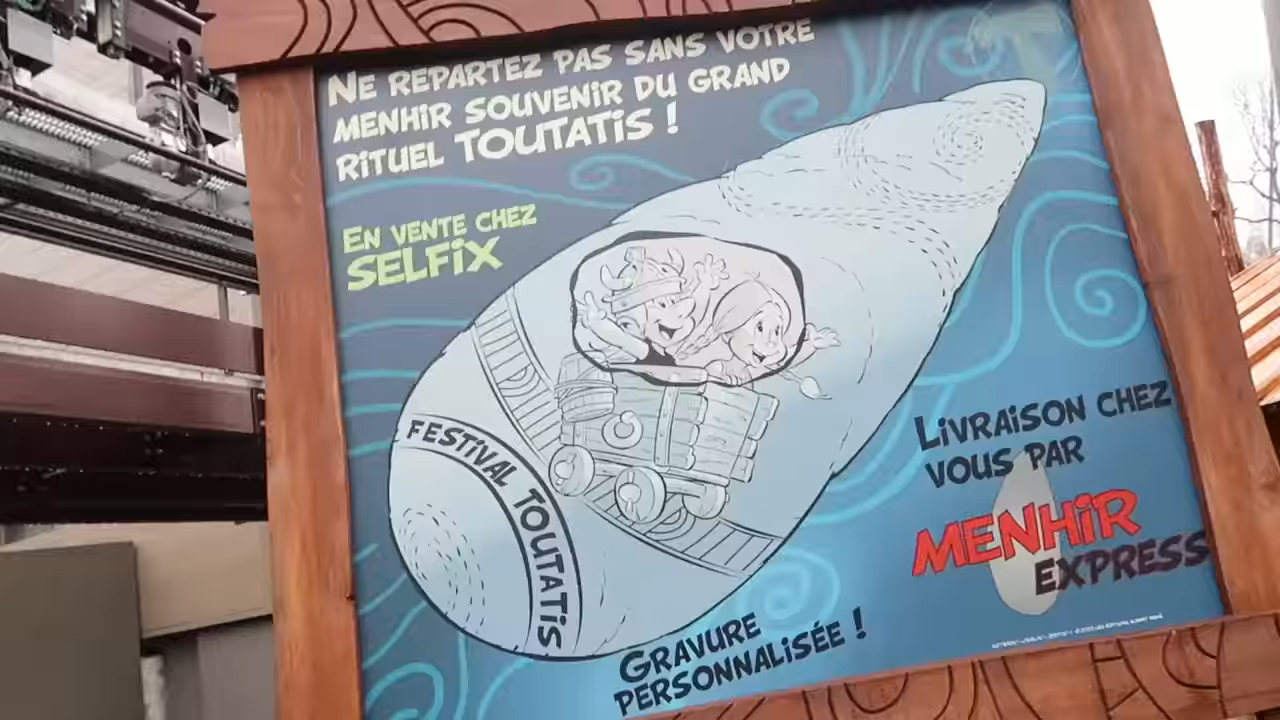 NE REPARTEZ PAS SANS VOTRE
MENHiR SOUVENiR DU GRAND
RiTUEL TOUTATiS !
EN VENTE CHEZ
SELFiX
FESTiVAL TOUTATiS
LiVRAiSON CHEZ
VOUS PAR
MENHiR
EXPRESS
GRAVURE
PERSONNALiSÉE !